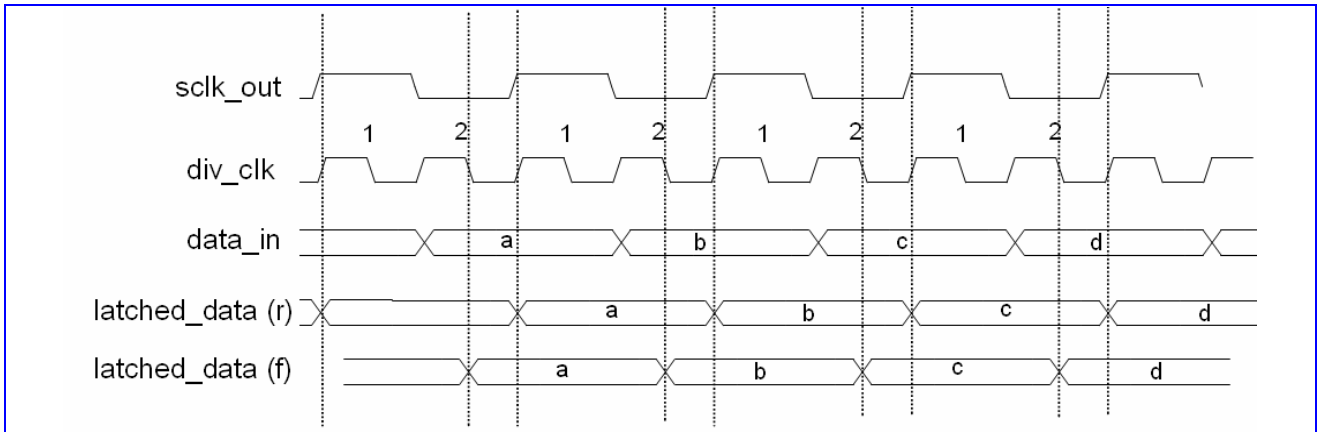 sclk_out
1 2 1 2 1 2 1 2
div_clk
data_in a b c d
latched_data (r) a b c d
latched_data (f) a b c d